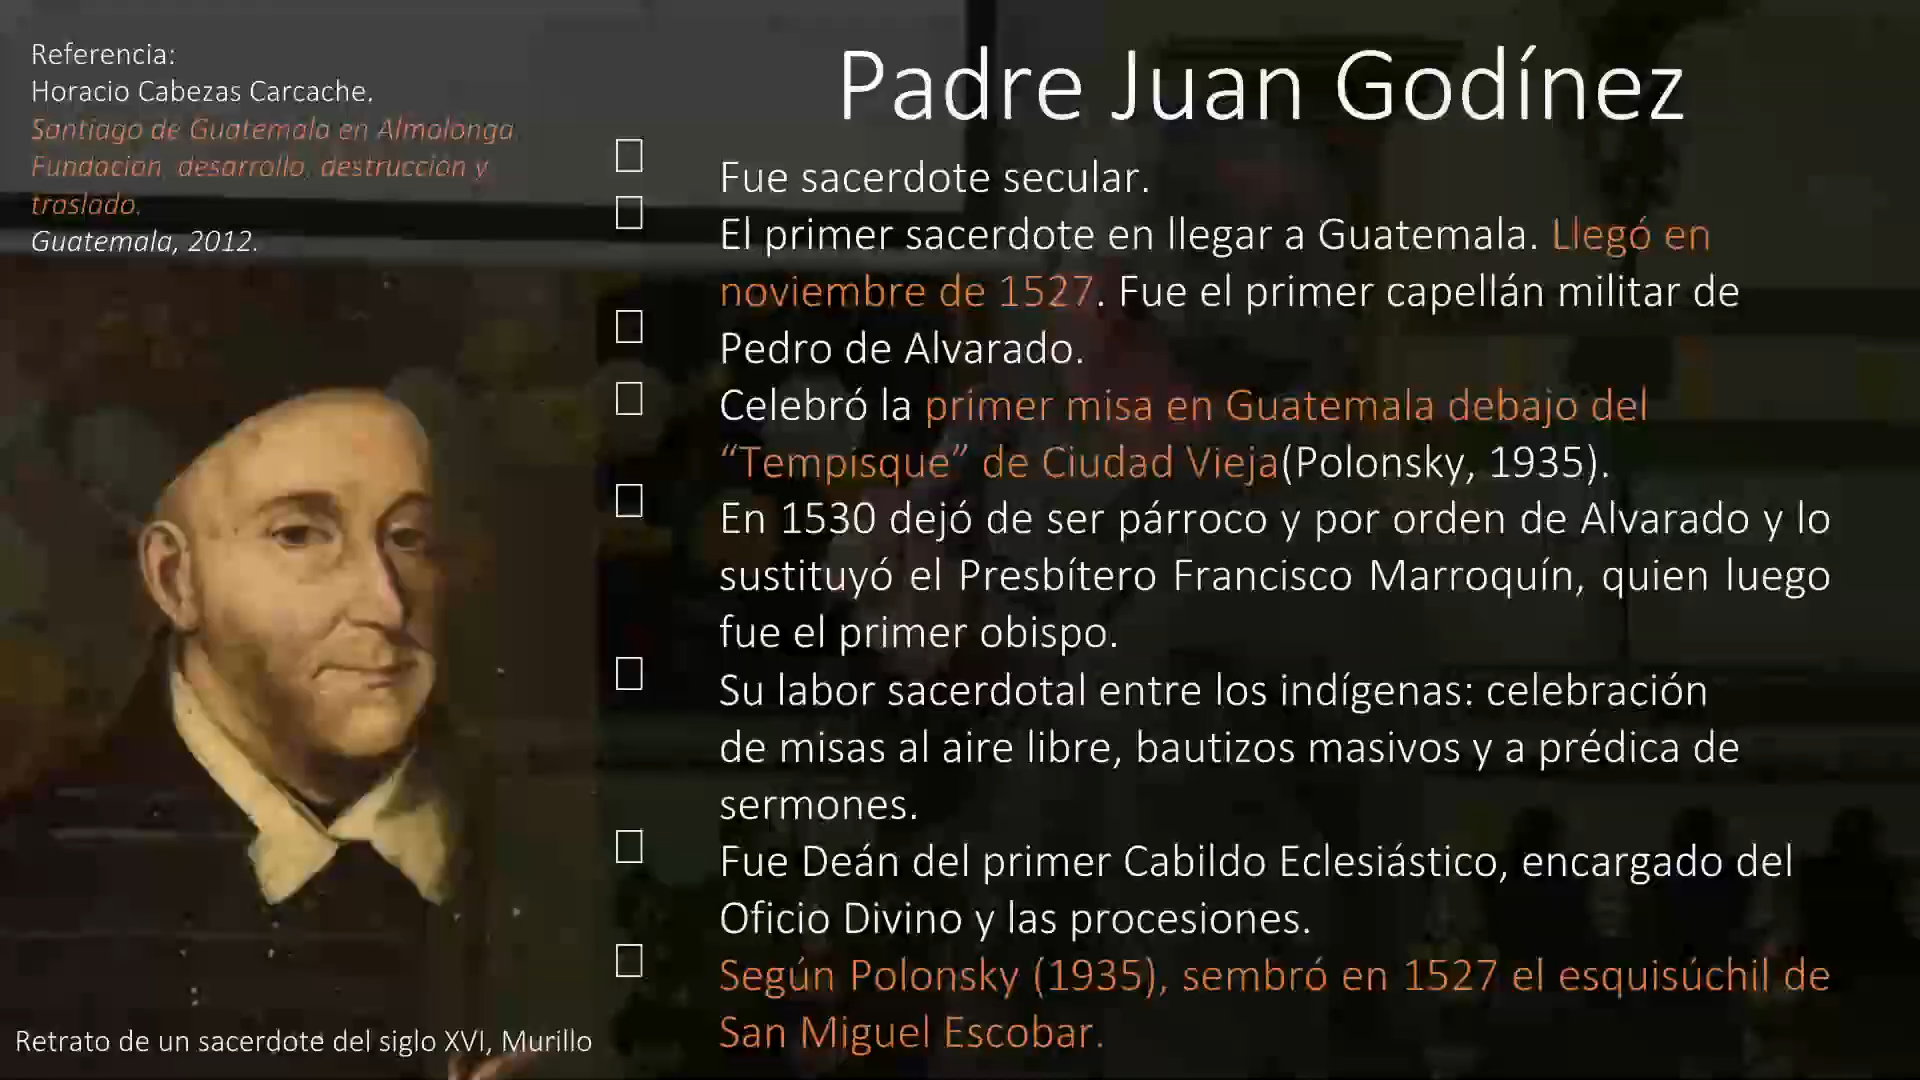 Referencia:
Horacio Cabezas Carcache.
Santiago de Guatemala en Almolonga.
Fundación, desarrollo, destrucción y
traslado.
Guatemala, 2012.
Padre Juan Godínez
Fue sacerdote secular.
El primer sacerdote en llegar a Guatemala. Llegó en
noviembre de 1527. Fue el primer capellán militar de
Pedro de Alvarado.
Celebró la primer misa en Guatemala debajo del
“Tempisque” de Ciudad Vieja(Polonsky, 1935).
En 1530 dejó de ser párroco y por orden de Alvarado y lo
sustituyó el Presbítero Francisco Marroquín, quien luego
fue el primer obispo.
Su labor sacerdotal entre los indígenas: celebración
de misas al aire libre, bautizos masivos y a prédica de
sermones.
Fue Deán del primer Cabildo Eclesiástico, encargado del
Oficio Divino y las procesiones.
Según Polonsky (1935), sembró en 1527 el esquisúchil de
San Miguel Escobar.
Retrato de un sacerdote del siglo XVI, Murillo